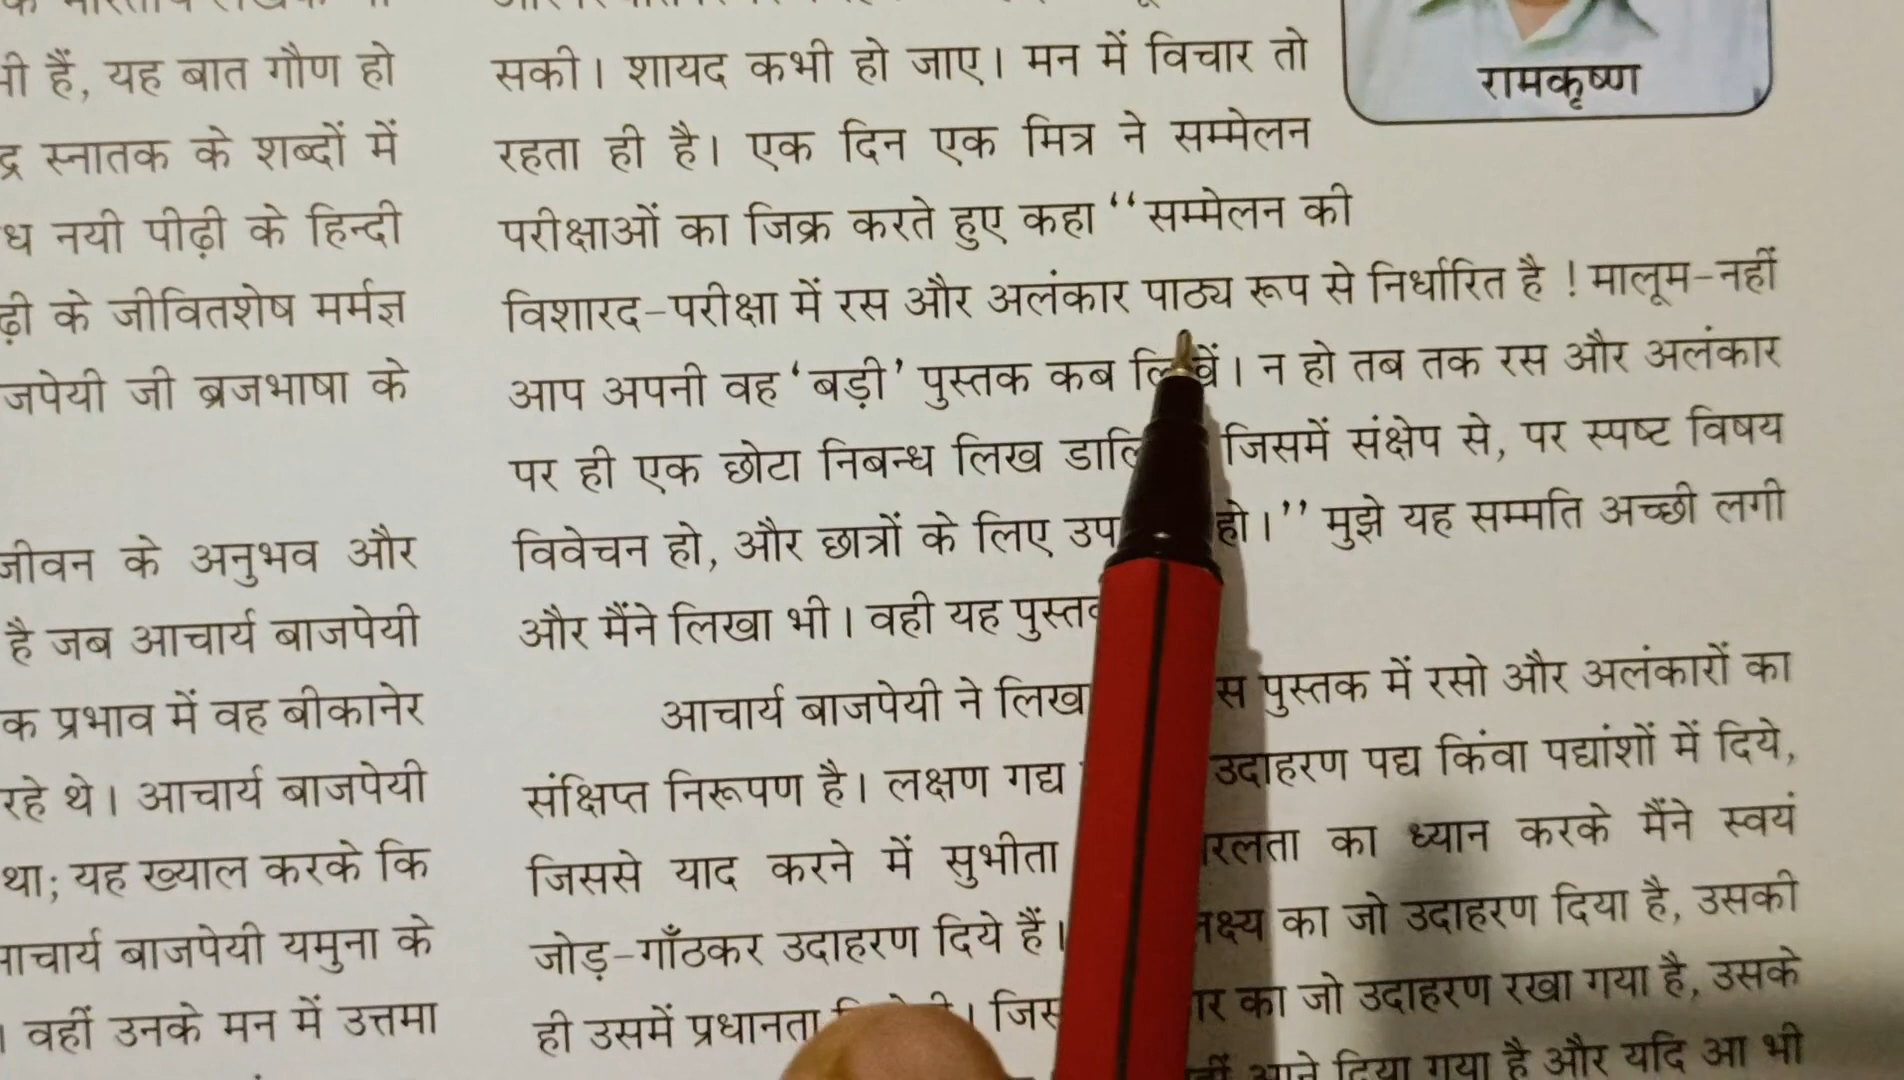 हैं, यह बात गौण हो
स्नातक के शब्दों में
नयी पीढ़ी के हिन्दी
के जीवितशेष मर्मज्ञ
जी ब्रजभाषा के
जीवन के अनुभव और
है जब आचार्य बाजपेयी
प्रभाव में वह बीकानेर
रहे थे। आचार्य बाजपेयी
था; यह ख्याल करके कि
बाजपेयी यमुना के
वहीं उनके मन में उत्तमा
सकी। शायद कभी हो जाए। मन में विचार तो
रहता ही है। एक दिन एक मित्र ने सम्मेलन
परीक्षाओं का जिक्र करते हुए कहा ‘‘सम्मेलन की
विशारद-परीक्षा में रस और अलंकार पाठ्य रूप से निर्धारित है ! मालूम-नहीं
आप अपनी वह ‘बड़ी’ पुस्तक कब लिखें। न हो तब तक रस और अलंकार
पर ही एक छोटा निबन्ध लिख जिसमें संक्षेप से, पर स्पष्ट विषय
विवेचन हो, और छात्रों के लिए हो।’’ मुझे यह सम्मति अच्छी लगी
और मैंने लिखा भी। वही यह
आचार्य बाजपेयी ने पुस्तक में रसो और अलंकारों का
संक्षिप्त निरूपण है। लक्षण गद्य उदाहरण पद्य किंवा पद्यांशों में दिये,
जिससे याद करने में सुभीता का ध्यान करके मैंने स्वयं
जोड़-गाँठकर उदाहरण दिये हैं। का जो उदाहरण दिया है, उसकी
ही उसमें प्रधानता का जो उदाहरण रखा गया है, उसके
दिया गया है और यदि आ भी
रामकृष्ण